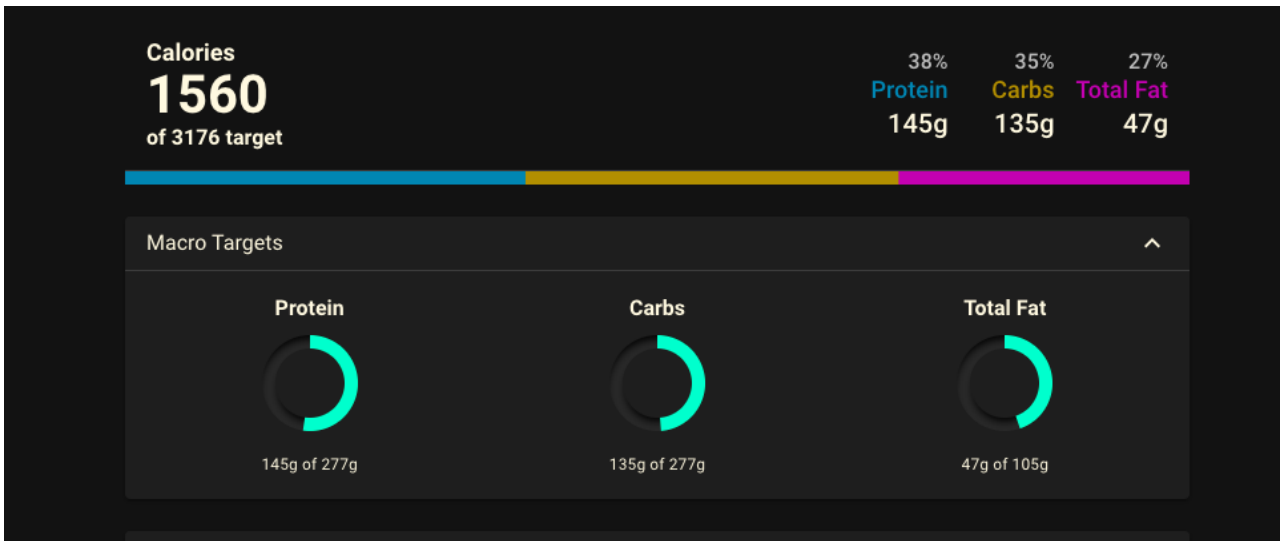 Calories
1560
of 3176 target
38% 35% 27%
Protein Carbs Total Fat
145g 135g 47g
Macro Targets
Protein Carbs Total Fat
145g of 277g 135g of 277g 47g of 105g